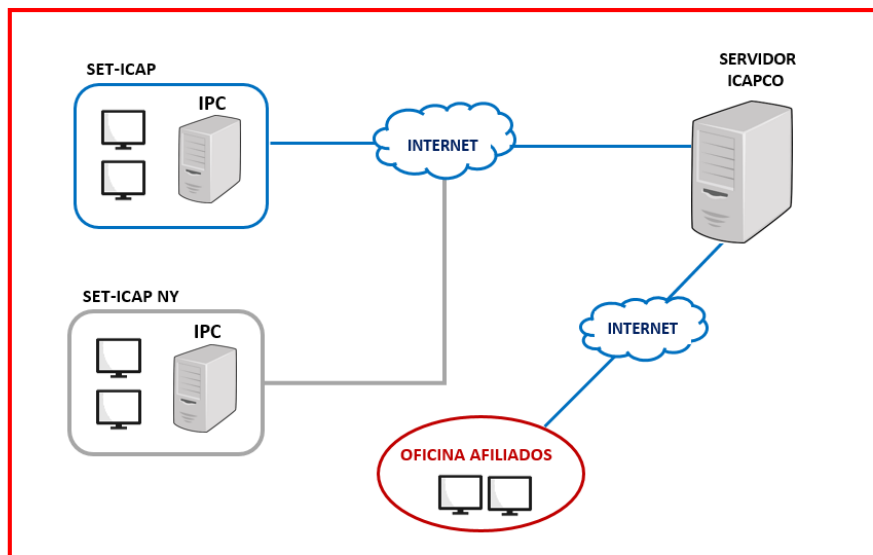 SET-ICAP
IPC
INTERNET
SERVIDOR
ICAPCO
SET-ICAP NY
IPC
INTERNET
OFICINA AFILIADOS